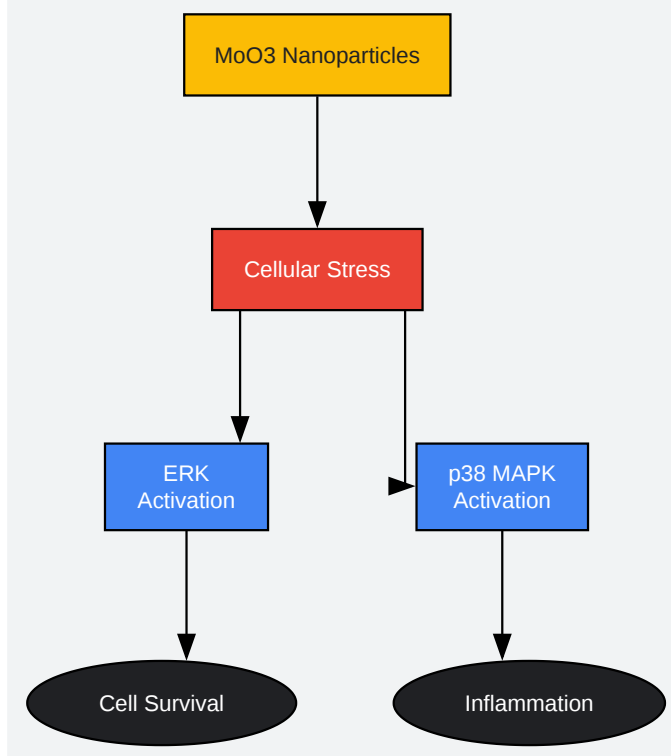 MoO3 Nanoparticles
Cellular Stress
ERK
Activation
p38 MAPK
Activation
Cell Survival
Inflammation